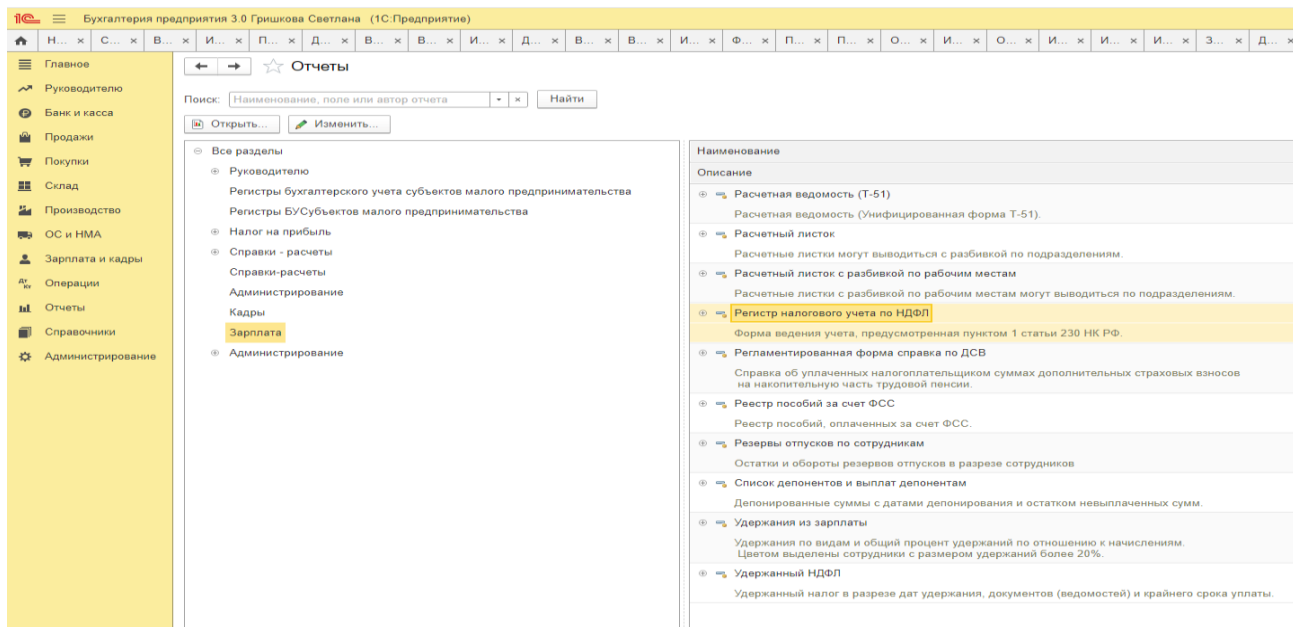 1С Бухгалтерия предприятия 3.0 Гришкова Светлана (1С:Предприятие)
Н... × С... × В... × И... × П... × Д... × В... × В... × И... × Д... × В... × В... × И... × Ф... × П... × П... × О... × И... × О... × И... × И... × И... × З... × Д... ×
Главное
Руководителю
Банк и касса
Продажи
Покупки
Склад
Производство
ОС и НМА
Зарплата и кадры
Операции
Отчеты
Справочники
Администрирование
Отчеты
Поиск: Наименование, поле или автор отчета × Найти
Открыть... Изменить...
Все разделы
Руководителю
Регистры бухгалтерского учета субъектов малого предпринимательства
Регистры БУСубъектов малого предпринимательства
Налог на прибыль
Справки - расчеты
Справки-расчеты
Администрирование
Кадры
Зарплата
Администрирование
Наименование
Описание
Расчетная ведомость (Т-51)
Расчетная ведомость (Унифицированная форма Т-51).
Расчетный листок
Расчетные листки могут выводиться с разбивкой по подразделениям.
Расчетный листок с разбивкой по рабочим местам
Расчетные листки с разбивкой по рабочим местам могут выводиться по подразделениям.
Регистр налогового учета по НДФЛ
Форма ведения учета, предусмотренная пунктом 1 статьи 230 НК РФ.
Регламентированная форма справка по ДСВ
Справка об уплаченных налогоплательщиком суммах дополнительных страховых взносов
на накопительную часть трудовой пенсии.
Реестр пособий за счет ФСС
Реестр пособий, оплаченных за счет ФСС.
Резервы отпусков по сотрудникам
Остатки и обороты резервов отпусков в разрезе сотрудников
Список депонентов и выплат депонентам
Депонированные суммы с датами депонирования и остатком невыплаченных сумм.
Удержания из зарплаты
Удержания по видам и общий процент удержаний по отношению к начислениям.
Цветом выделены сотрудники с размером удержаний более 20%.
Удержанный НДФЛ
Удержанный налог в разрезе дат удержания, документов (ведомостей) и крайнего срока уплаты.